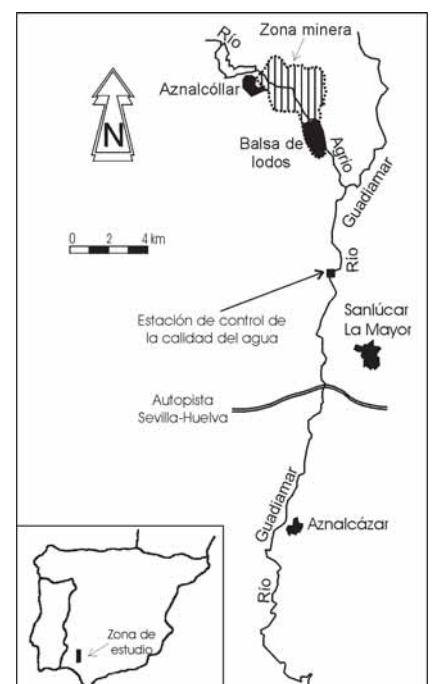 Río
Zona minera
Aznalcóllar
N
Balsa de
lodos
Agrio
Guadiamar
0 2 4 km
Río
Estación de control de
la calidad del agua
Sanlúcar
La Mayor
Autopista
Sevilla-Huelva
Guadiamar
Aznalcázar
Río
Zona de
estudio